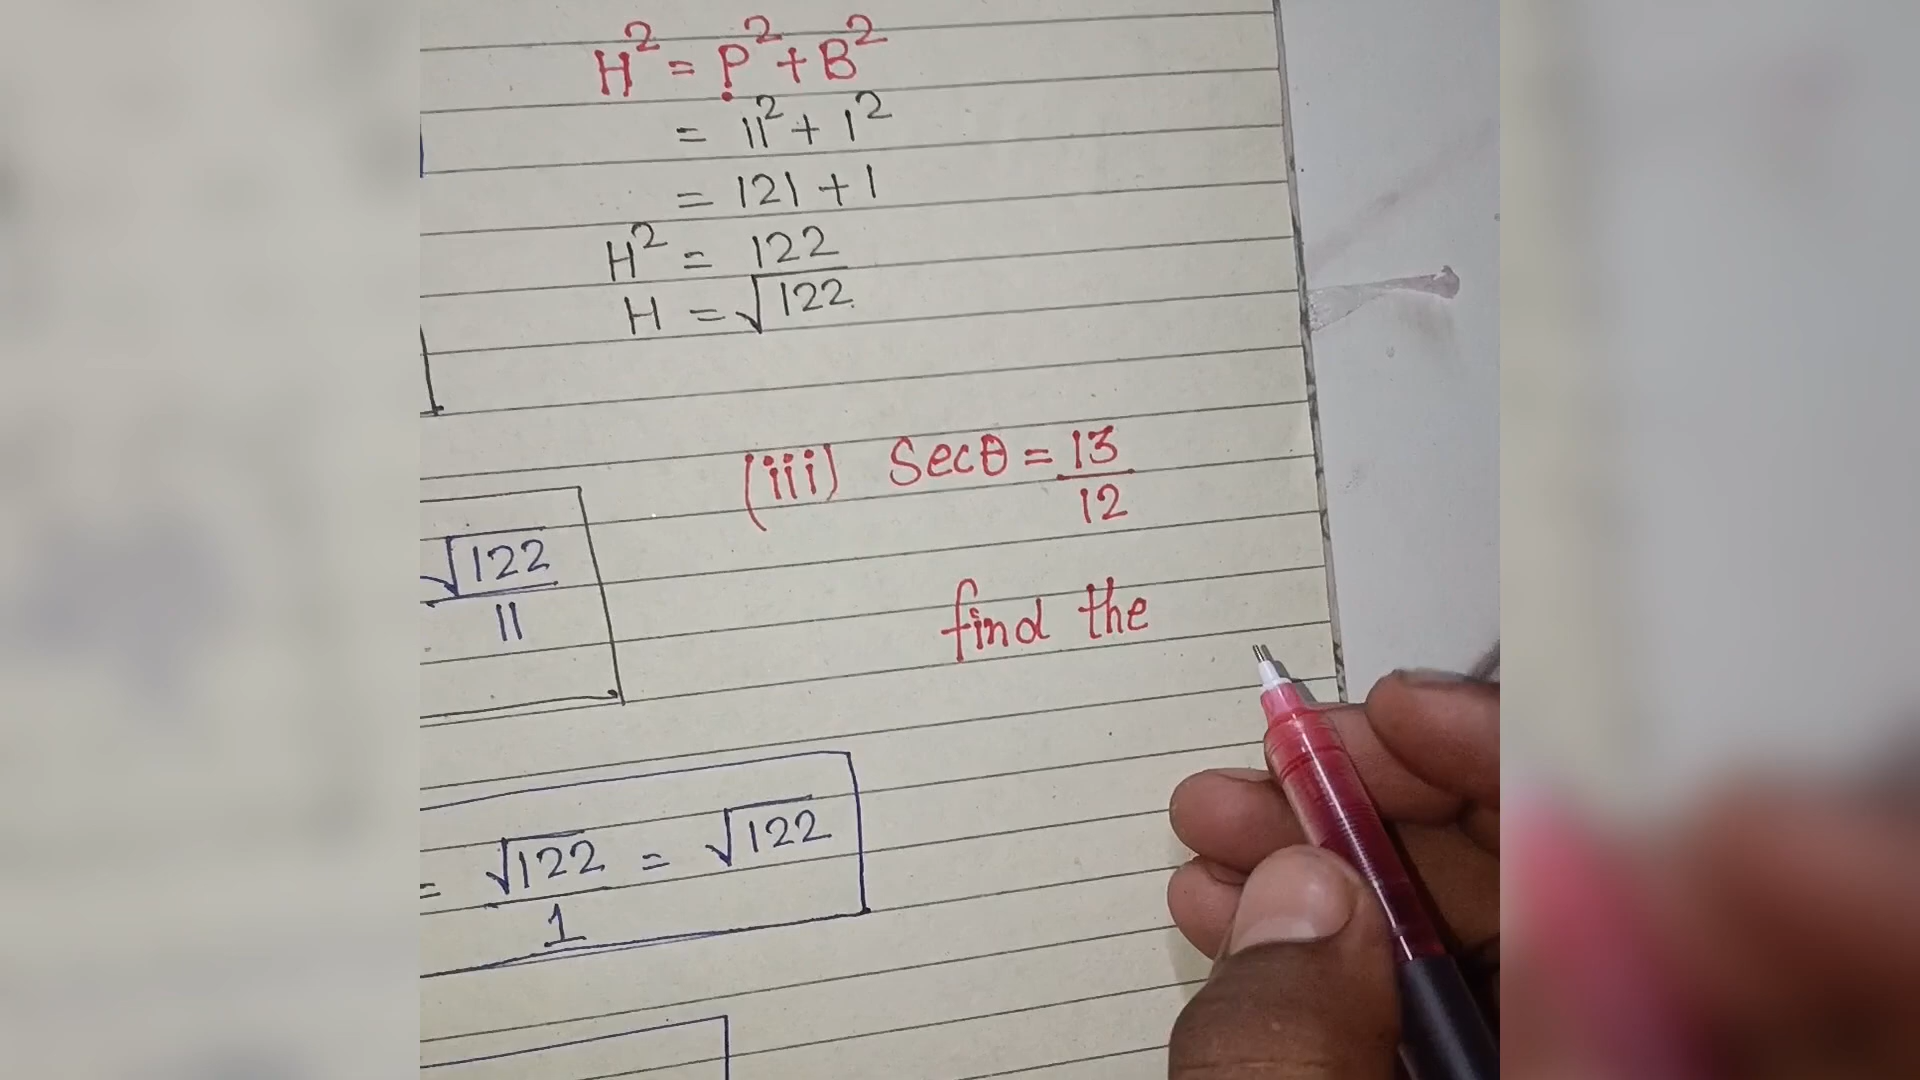 H² = P² + B²
= 11² + 1²
= 121 + 1
H² = 122
H = √122
(iii) Secθ = 13/12
find the
√122/11
= √122/1 = √122